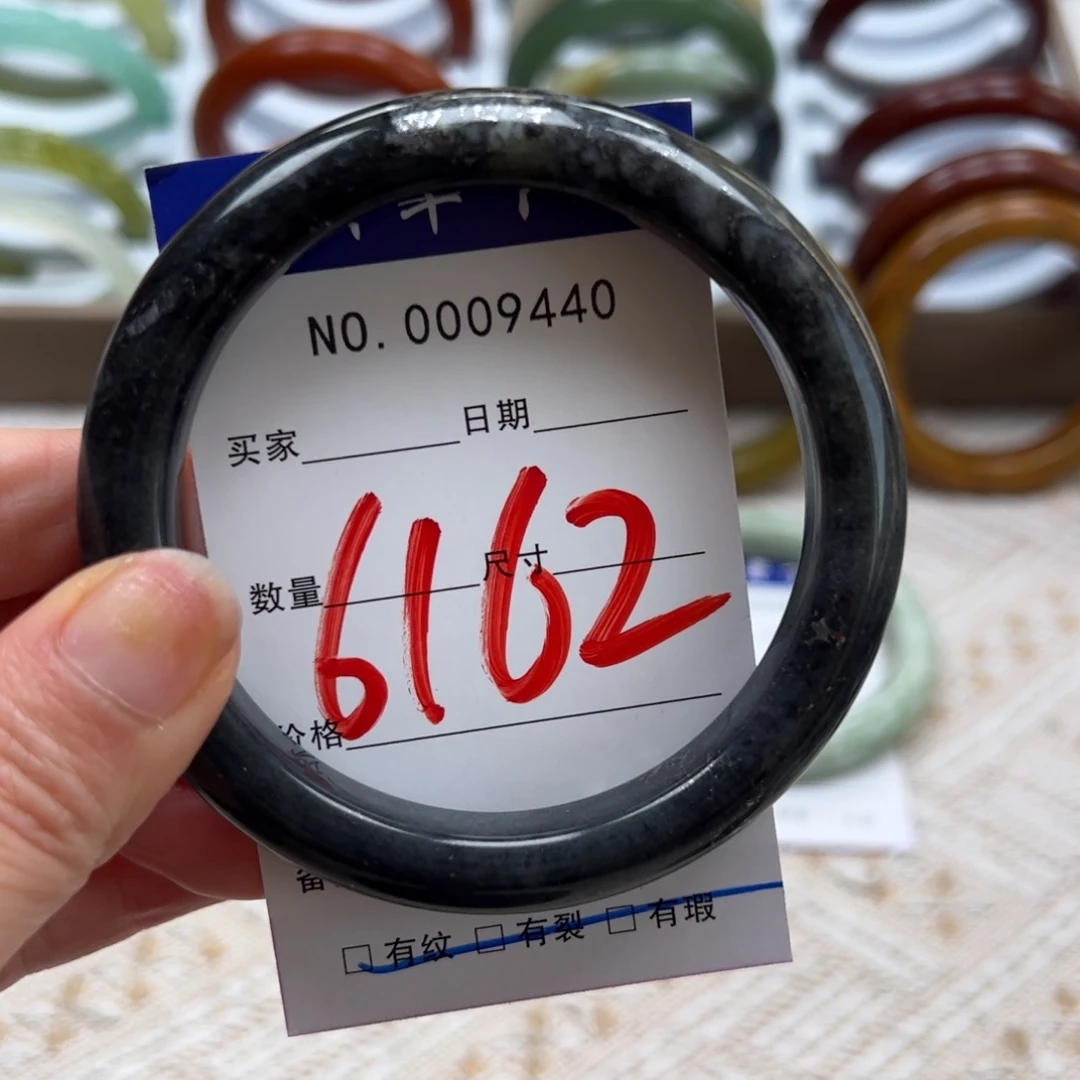 NO. 0009440
买家 日期
6162
数量 尺寸
价格
备
有纹 有裂 有瑕